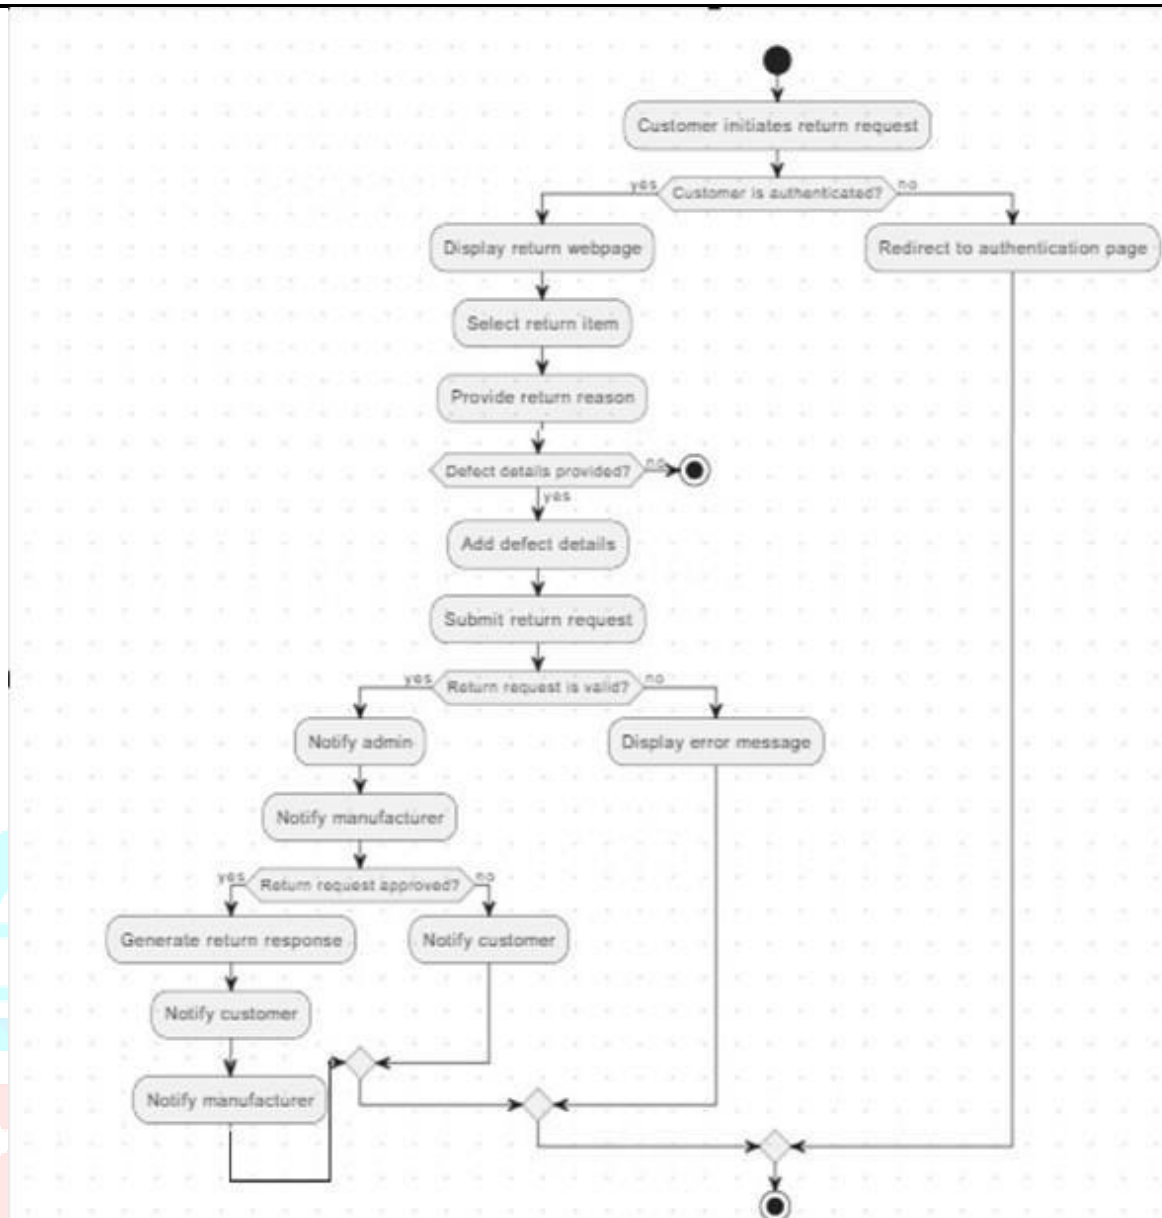 Customer initiates return request
yes
Customer is authenticated?
no
Display return webpage
Redirect to authentication page
Select return item
Provide return reason
Defect details provided?
no
yes
Add defect details
Submit return request
yes
Return request is valid?
no
Notify admin
Display error message
Notify manufacturer
yes
Return request approved?
no
Generate return response
Notify customer
Notify customer
Notify manufacturer